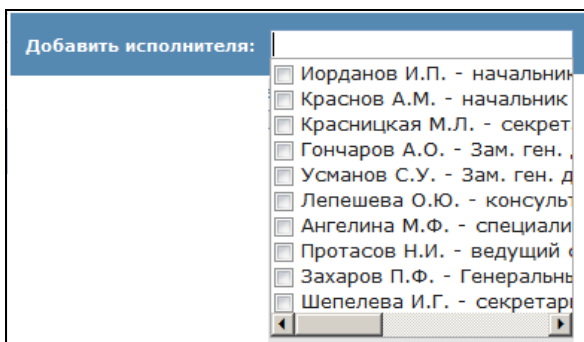 Добавить исполнителя:
Иорданов И.П. - начальник
Краснов А.М. - начальник
Красницкая М.Л. - секрет
Гончаров А.О. - Зам. ген.
Усманов С.У. - Зам. ген. д
Лепешева О.Ю. - консульт
Ангелина М.Ф. - специали
Протасов Н.И. - ведущий
Захаров П.Ф. - Генеральны
Шепелева И.Г. - секретар